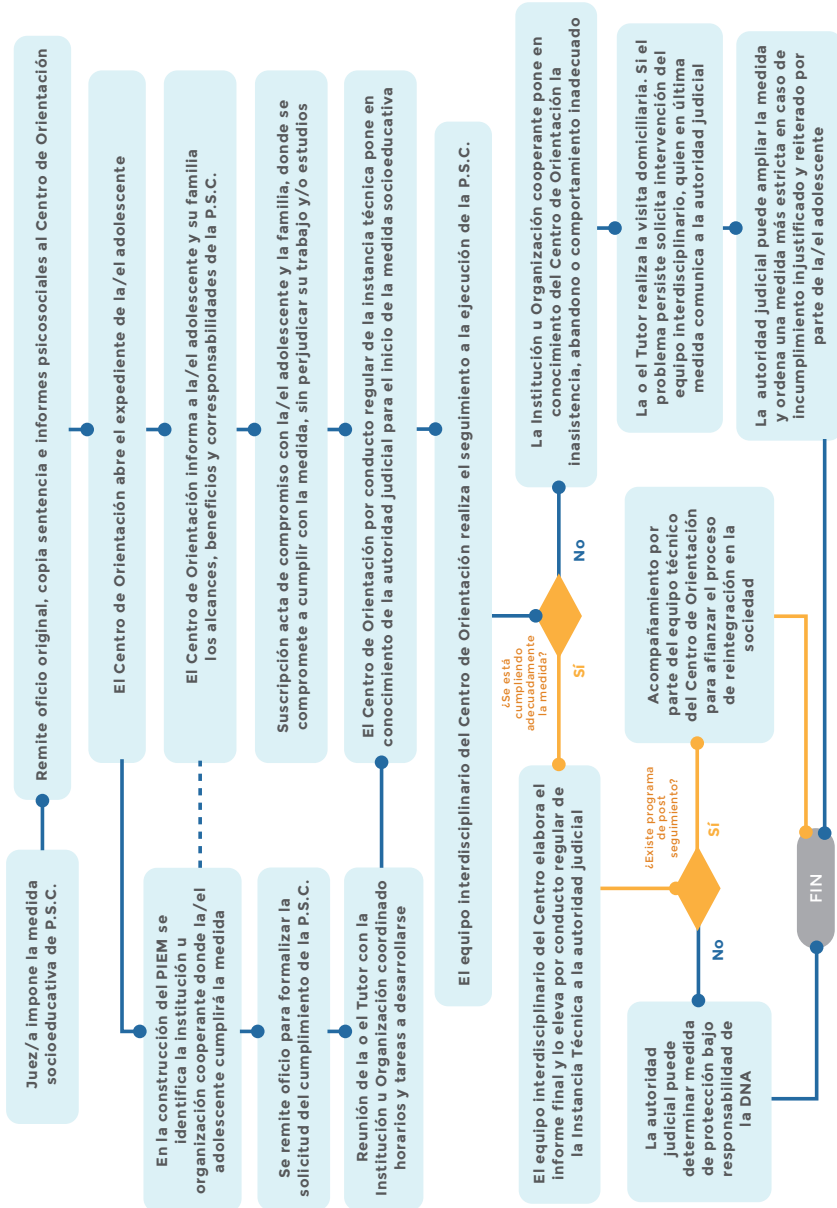 Juez/a impone la medida
socioeducativa de P.S.C.
Remite oficio original, copia sentencia e informes psicosociales al Centro de Orientación
El Centro de Orientación abre el expediente de la/el adolescente
En la construcción del PIEM se
identifica la institución u
organización cooperante donde la/el
adolescente cumplirá la medida
El Centro de Orientación informa a la/el adolescente y su familia
los alcances, beneficios y corresponsabilidades de la P.S.C.
Se remite oficio para formalizar la
solicitud del cumplimiento de la P.S.C.
Suscripción acta de compromiso con la/el adolescente y la familia, donde se
compromete a cumplir con la medida, sin perjudicar su trabajo y/o estudios
Reunión de la o el Tutor con la
Institución u Organización coordinado
horarios y tareas a desarrollarse
El Centro de Orientación por conducto regular de la instancia técnica pone en
conocimiento de la autoridad judicial para el inicio de la medida socioeducativa
El equipo interdisciplinario del Centro de Orientación realiza el seguimiento a la ejecución de la P.S.C.
¿Se está
cumpliendo
adecuadamente
la medida?
Sí
No
El equipo interdisciplinario del Centro elabora el
informe final y lo eleva por conducto regular de
la Instancia Técnica a la autoridad judicial
La Institución u Organización cooperante pone en
conocimiento del Centro de Orientación la
inasistencia, abandono o comportamiento inadecuado
La o el Tutor realiza la visita domiciliaria. Si el
problema persiste solicita intervención del
equipo interdisciplinario, quien en última
medida comunica a la autoridad judicial
La autoridad judicial puede ampliar la medida
y ordena una medida más estricta en caso de
incumplimiento injustificado y reiterado por
parte de la/el adolescente
¿Existe programa
de post
seguimiento?
No
Sí
La autoridad
judicial puede
determinar medida
de protección bajo
responsabilidad de
la DNA
Acompañamiento por
parte del equipo técnico
del Centro de Orientación
para afianzar el proceso
de reintegración en la
sociedad
FIN